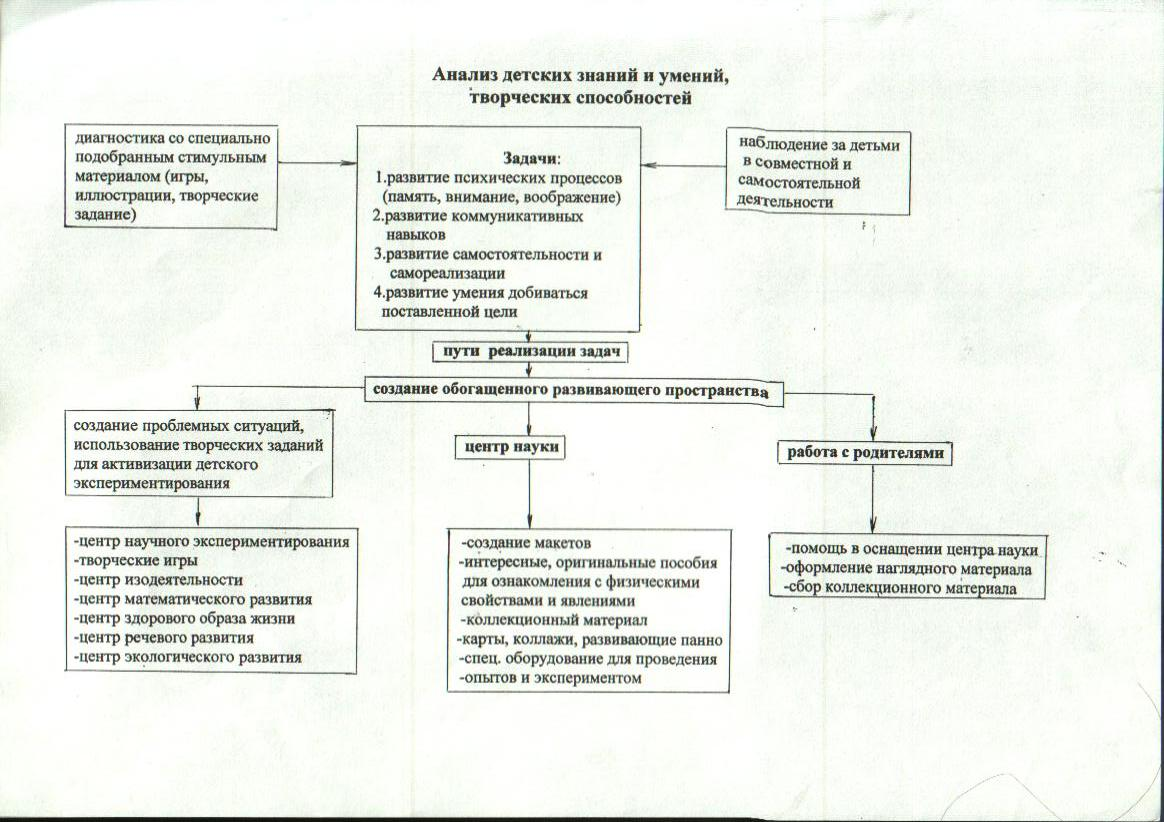 Анализ детских знаний и умений,
творческих способностей
диагностика со специально
подобранным стимульным
материалом (игры,
иллюстрации, творческие
задание)
Задачи:
1.развитие психических процессов
(память, внимание, воображение)
2.развитие коммуникативных
навыков
3.развитие самостоятельности и
самореализации
4.развитие умения добиваться
поставленной цели
наблюдение за детьми
в совместной и
самостоятельной
деятельности
пути реализации задач
создание обогащенного развивающего пространства
создание проблемных ситуаций,
использование творческих заданий
для активизации детского
экспериментирования
центр науки
работа с родителями
-центр научного экспериментирования
-творческие игры
-центр изодеятельности
-центр математического развития
-центр здорового образа жизни
-центр речевого развития
-центр экологического развития
-создание макетов
-интересные, оригинальные пособия
для ознакомления с физическими
свойствами и явлениями
-коллекционный материал
-карты, коллажи, развивающие панно
-спец. оборудование для проведения
-опытов и экспериментом
-помощь в оснащении центра науки
-оформление наглядного материала
-сбор коллекционного материала